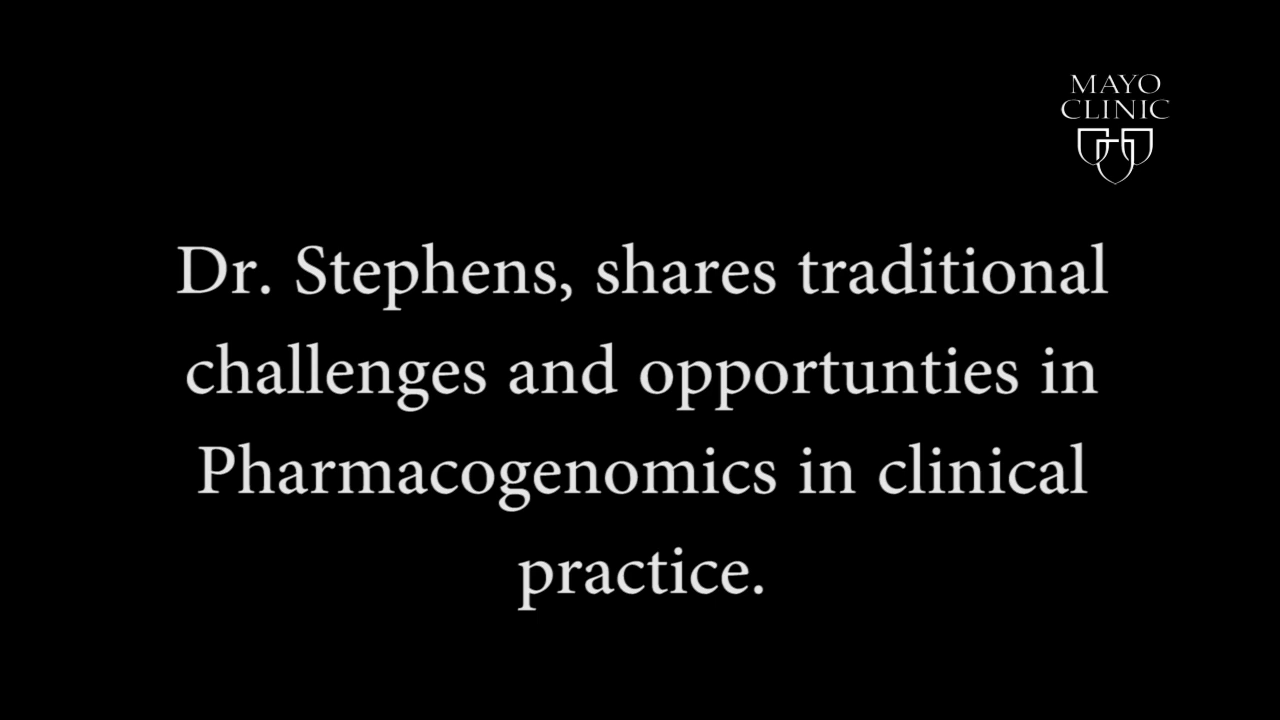 MAYO
CLINIC
Dr. Stephens, shares traditional
challenges and opportunties in
Pharmacogenomics in clinical
practice.